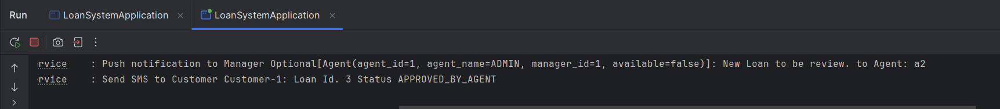 Run LoanSystemApplication LoanSystemApplication
rvice : Push notification to Manager Optional[Agent(agent_id=1, agent_name=ADMIN, manager_id=1, available=false)]: New Loan to be review. to Agent: a2
rvice : Send SMS to Customer Customer-1: Loan Id. 3 Status APPROVED_BY_AGENT